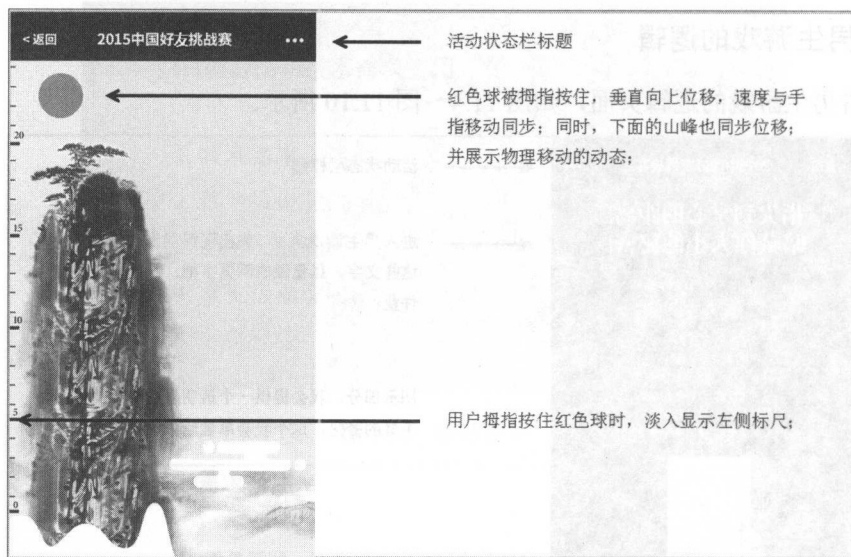 <返回 2015中国好友挑战赛 •••
活动状态栏标题
红色球被拇指按住，垂直向上位移，速度与手
指移动同步；同时，下面的山峰也同步位移；
并展示物理移动的动态；
20
15
10
5
用户拇指按住红色球时，淡入显示左侧标尺；
0